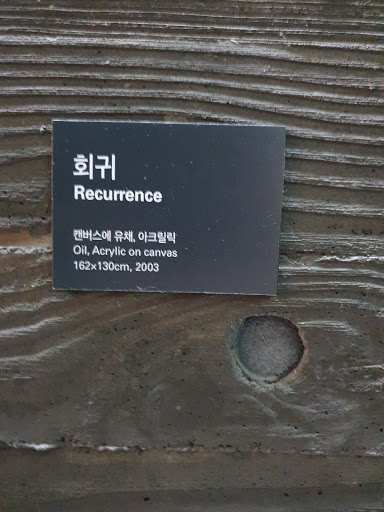 회귀
Recurrence
캔버스에 유채, 아크릴릭
Oil, Acrylic on canvas
162×130cm, 2003